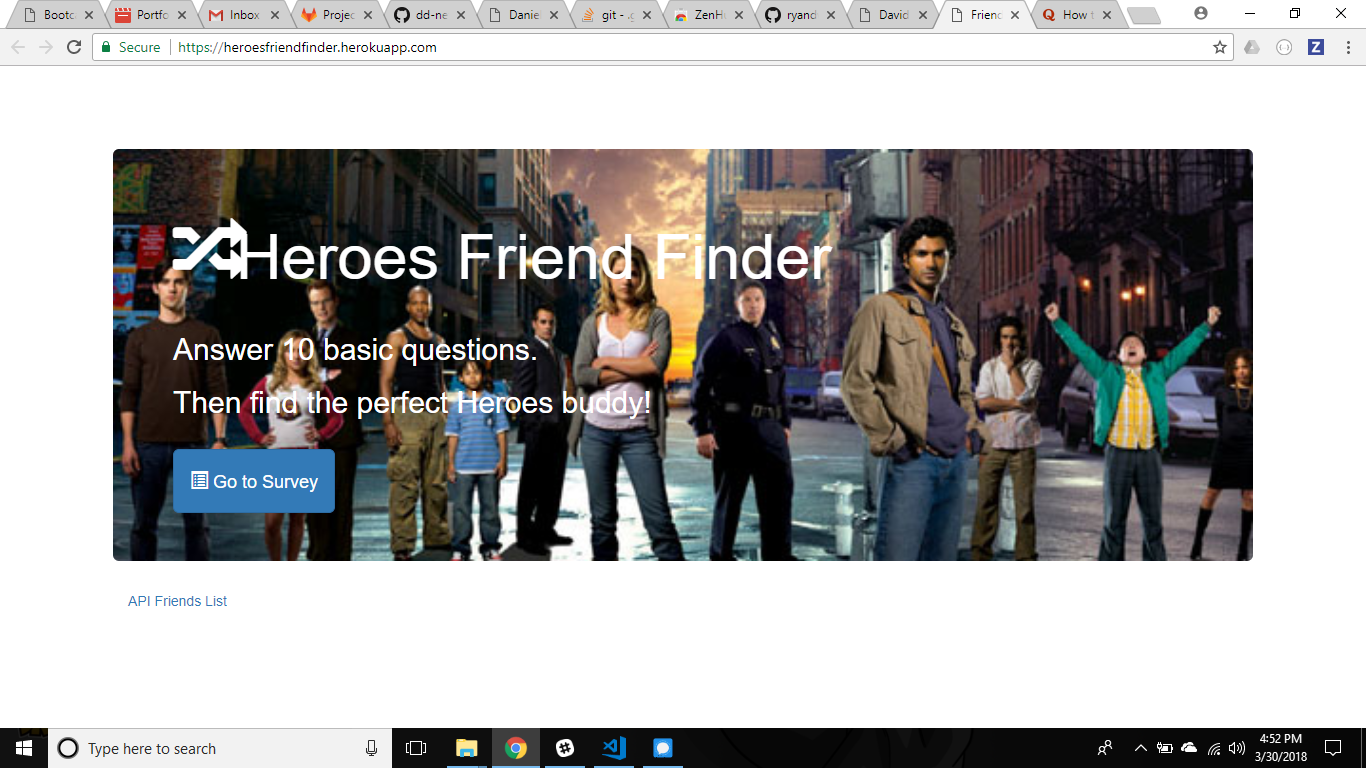 Bootc
Portfo
Inbox
Projec
dd-ne
Danie
git - .g
ZenH
ryand
David
Frienc
How t
Secure
https://heroesfriendfinder.herokuapp.com
Z
Heroes Friend Finder
Answer 10 basic questions.
Then find the perfect Heroes buddy!
Go to Survey
API Friends List
Type here to search
4:52 PM
3/30/2018